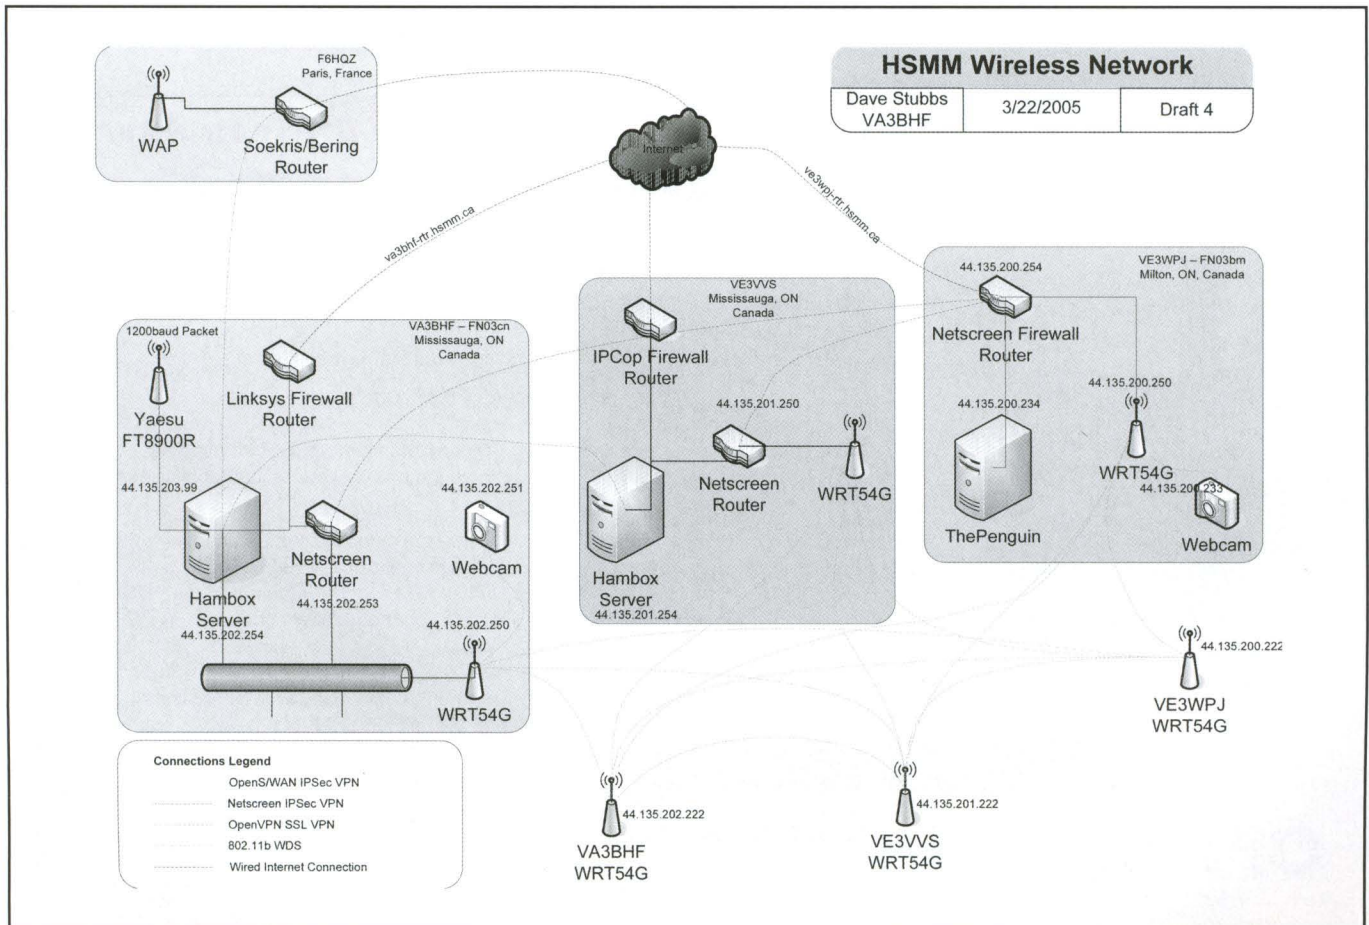 HSMM Wireless Network
Dave Stubbs
VA3BHF
3/22/2005
Draft 4
F6HQZ
Paris, France
WAP
Soekris/Bering
Router
Internet
va3bhf-rtr.hsmm.ca
ve3wpj-rtr.hsmm.ca
VA3BHF – FN03cn
Mississauga, ON
Canada
1200baud Packet
Yaesu
FT8900R
Linksys Firewall
Router
44.135.203.99
Hambox
Server
44.135.202.254
Netscreen
Router
44.135.202.253
44.135.202.251
Webcam
44.135.202.250
WRT54G
VE3VVS
Mississauga, ON
Canada
IPCop Firewall
Router
44.135.201.250
Netscreen
Router
WRT54G
Hambox
Server
44.135.201.254
VE3WPJ – FN03bm
Milton, ON, Canada
44.135.200.254
Netscreen Firewall
Router
44.135.200.250
44.135.200.234
WRT54G
44.135.200.233
ThePenguin
Webcam
44.135.200.222
VE3WPJ
WRT54G
44.135.202.222
VA3BHF
WRT54G
44.135.201.222
VE3VVS
WRT54G
Connections Legend
OpenS/WAN IPSec VPN
Netscreen IPSec VPN
OpenVPN SSL VPN
802.11b WDS
Wired Internet Connection